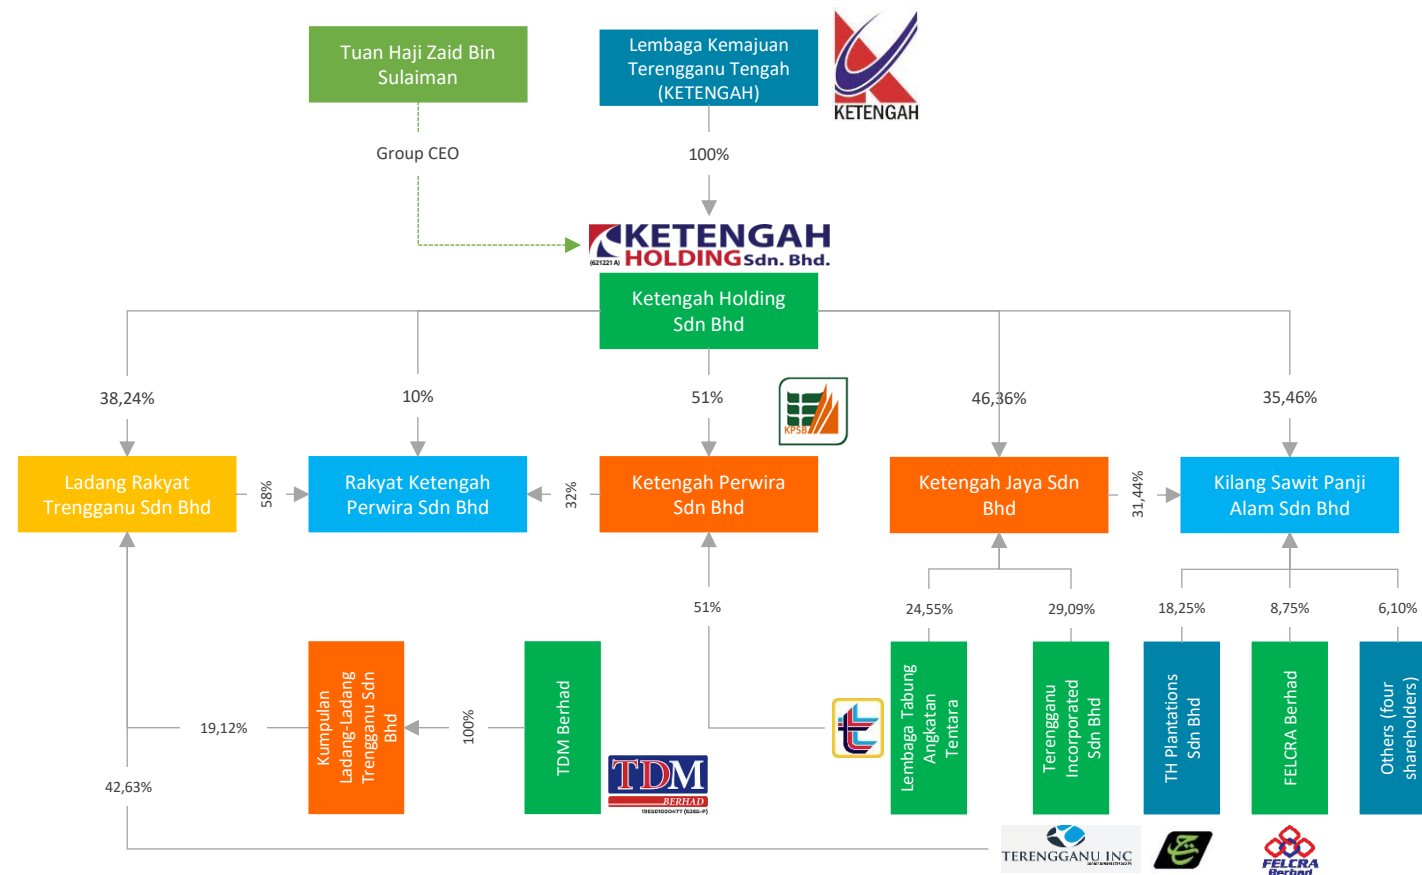 Tuan Haji Zaid Bin
Sulaiman
Lembaga Kemajuan
Terengganu Tengah
(KETENGAH)
KETENGAH
Group CEO
100%
KETENGAH
HOLDING Sdn. Bhd.
(621221 A)
Ketengah Holding
Sdn Bhd
38,24%
10%
51%
46,36%
35,46%
KPSB
Ladang Rakyat
Trengganu Sdn Bhd
58%
Rakyat Ketengah
Perwira Sdn Bhd
32%
Ketengah Perwira
Sdn Bhd
Ketengah Jaya Sdn
Bhd
31,44%
Kilang Sawit Panji
Alam Sdn Bhd
51%
24,55%
29,09%
18,25%
8,75%
6,10%
19,12%
Kumpulan
Ladang-Ladang
Trengganu Sdn
Bhd
100%
TDM Berhad
TDM
BERHAD
Lembaga Tabung
Angkatan
Tentara
Terengganu
Incorporated
Sdn Bhd
TH Plantations
Sdn Bhd
FELCRA Berhad
Others (four
shareholders)
42,63%
TERENGGANU INC
FELCRA
Berhad